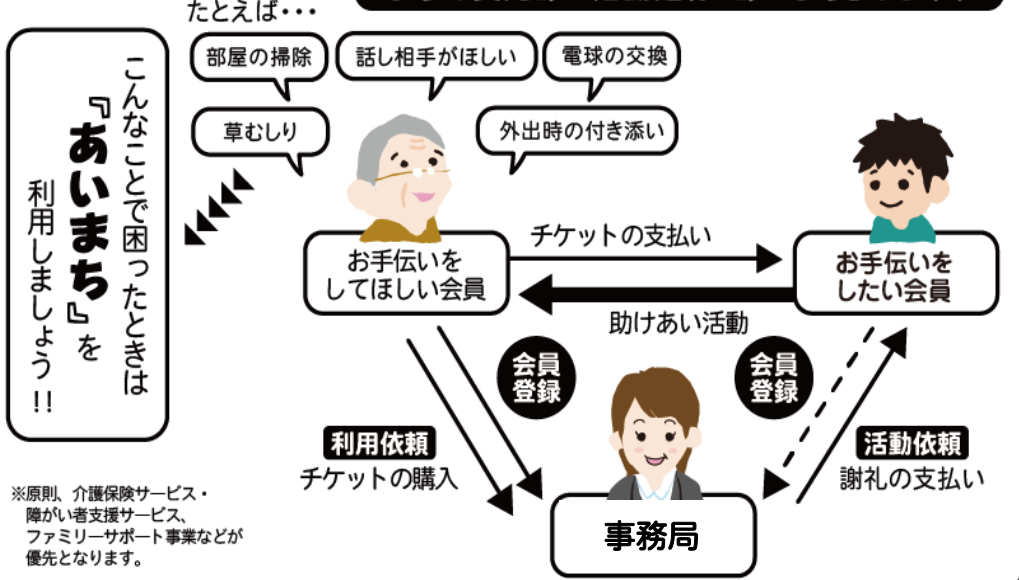 たとえば・・・
部屋の掃除
話し相手がほしい
電球の交換
草むしり
外出時の付き添い
こんなことで困ったときは
『あいまち』を
利用しましょう!!
お手伝いを
してほしい会員
チケットの支払い
助けあい活動
お手伝いを
したい会員
会員
登録
会員
登録
利用依頼
チケットの購入
活動依頼
謝礼の支払い
事務局
※原則、介護保険サービス・
障がい者支援サービス、
ファミリーサポート事業などが
優先となります。